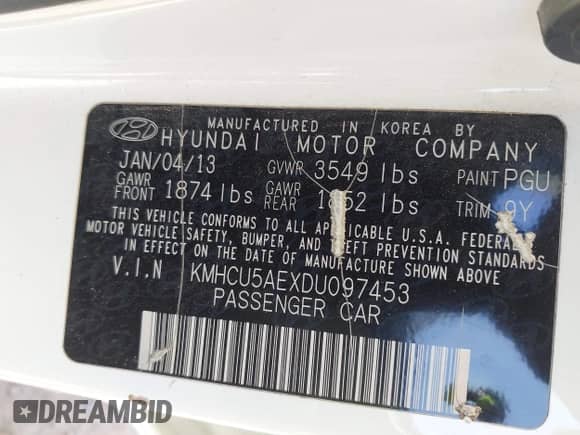 MANUFACTURED IN KOREA BY
HYUNDAI MOTOR COMPANY
JAN/04/13 GVWR 3549 lbs PAINT PGU
GAWR FRONT 1874 lbs GAWR REAR 1852 lbs TRIM 9Y
THIS VEHICLE CONFORMS TO ALL APPLICABLE U.S.A. FEDERAL
MOTOR VEHICLE SAFETY, BUMPER, AND THEFT PREVENTION STANDARDS
IN EFFECT ON THE DATE OF MANUFACTURE SHOWN ABOVE.
V.I.N KMHCU5AEXDU097453
PASSENGER CAR
DREAMBID